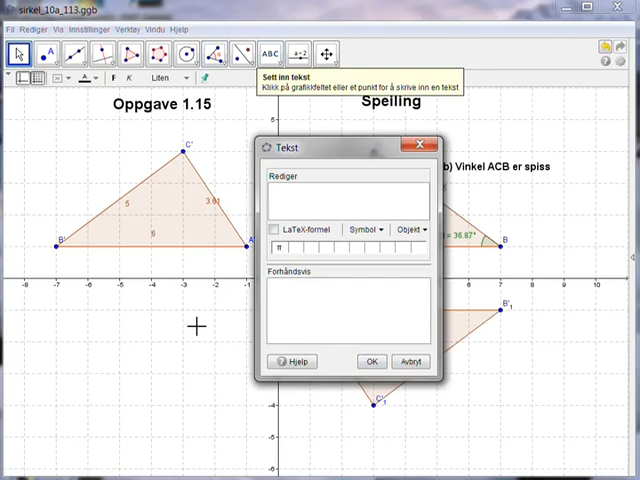 sirkel_10a_113.ggb
Fil Rediger Vis Innstillinger Verktøy Vindu Hjelp
A
ABC
a=2
A
F
K
Liten
Sett inn tekst
Klikk på grafikkfeltet eller et punkt for å skrive inn en tekst
Oppgave 1.15
Spelling
b) Vinkel ACB er spiss
C'
5
3.61
6
B'
A'
= 36.87°
B
B'₁
C'₁
-8 -7 -6 -5 -4 -3 -2 -1
7 8 9 10
5
-4
-5
-6
Tekst
Rediger
LaTeX-formel
Symbol
Objekt
π
Forhåndsvis
Hjelp
OK
Avbryt